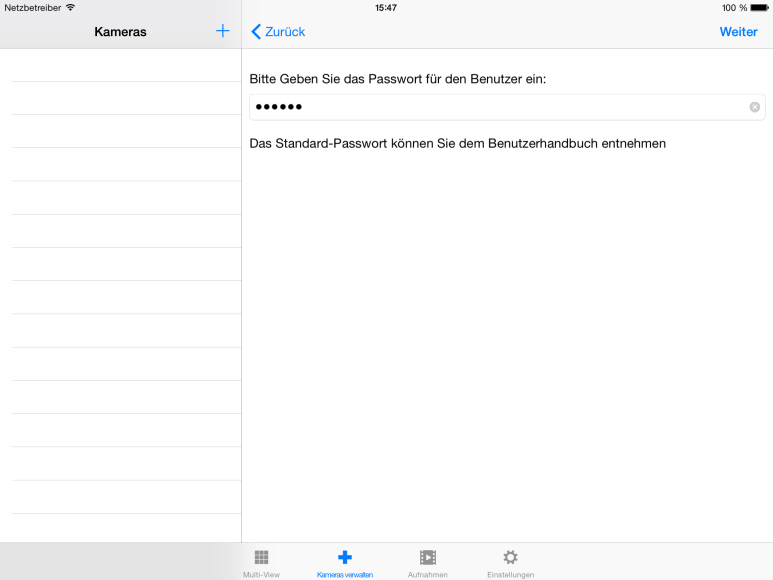 Netzbetreiber 15:47 100 %
Kameras + Zurück Weiter
Bitte Geben Sie das Passwort für den Benutzer ein:
••••••
Das Standard-Passwort können Sie dem Benutzerhandbuch entnehmen
Multi-View Kameras verwalten Aufnahmen Einstellungen